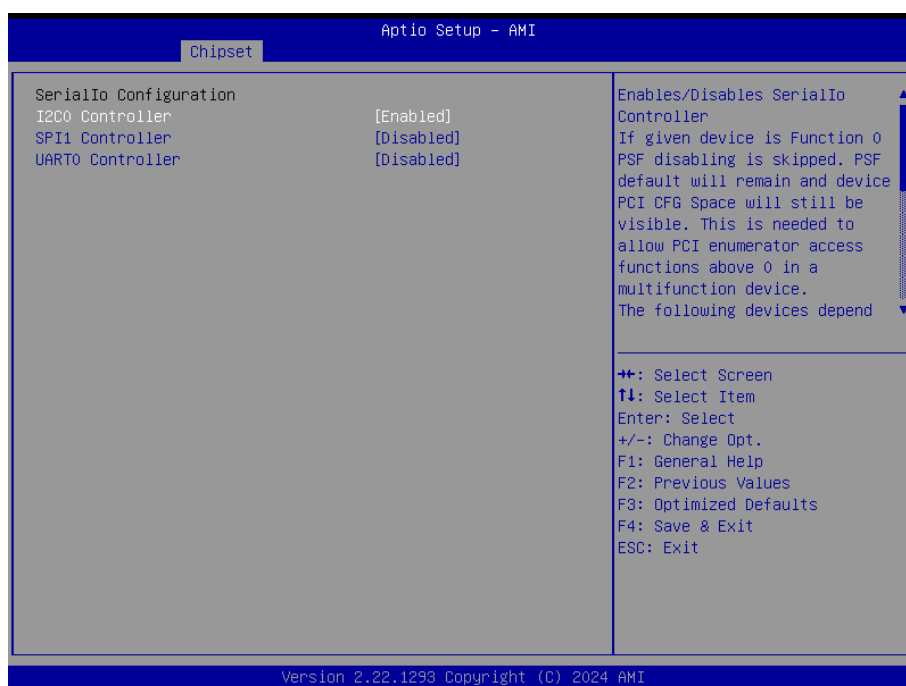 Aptio Setup – AMI
Chipset
SerialIo Configuration
I2C0 Controller [Enabled]
SPI1 Controller [Disabled]
UART0 Controller [Disabled]
Enables/Disables SerialIo
Controller
If given device is Function 0
PSF disabling is skipped. PSF
default will remain and device
PCI CFG Space will still be
visible. This is needed to
allow PCI enumerator access
functions above 0 in a
multifunction device.
The following devices depend
→←: Select Screen
↑↓: Select Item
Enter: Select
+/-: Change Opt.
F1: General Help
F2: Previous Values
F3: Optimized Defaults
F4: Save & Exit
ESC: Exit
Version 2.22.1293 Copyright (C) 2024 AMI